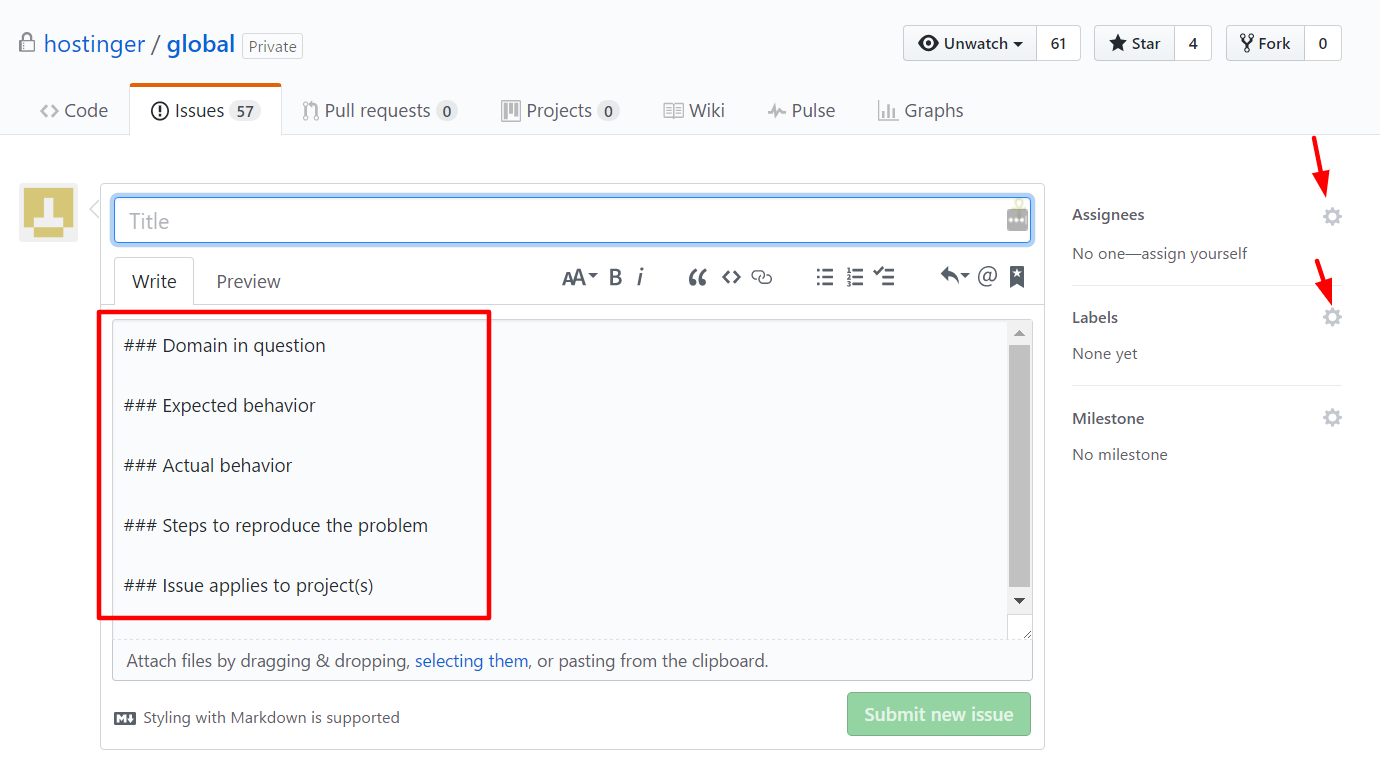 hostinger / global Private
Unwatch 61
Star 4
Fork 0
Code
Issues 57
Pull requests 0
Projects 0
Wiki
Pulse
Graphs
Title
Write
Preview
AA B i “ <> @
### Domain in question
### Expected behavior
### Actual behavior
### Steps to reproduce the problem
### Issue applies to project(s)
Attach files by dragging & dropping, selecting them, or pasting from the clipboard.
M Styling with Markdown is supported
Submit new issue
Assignees
No one—assign yourself
Labels
None yet
Milestone
No milestone